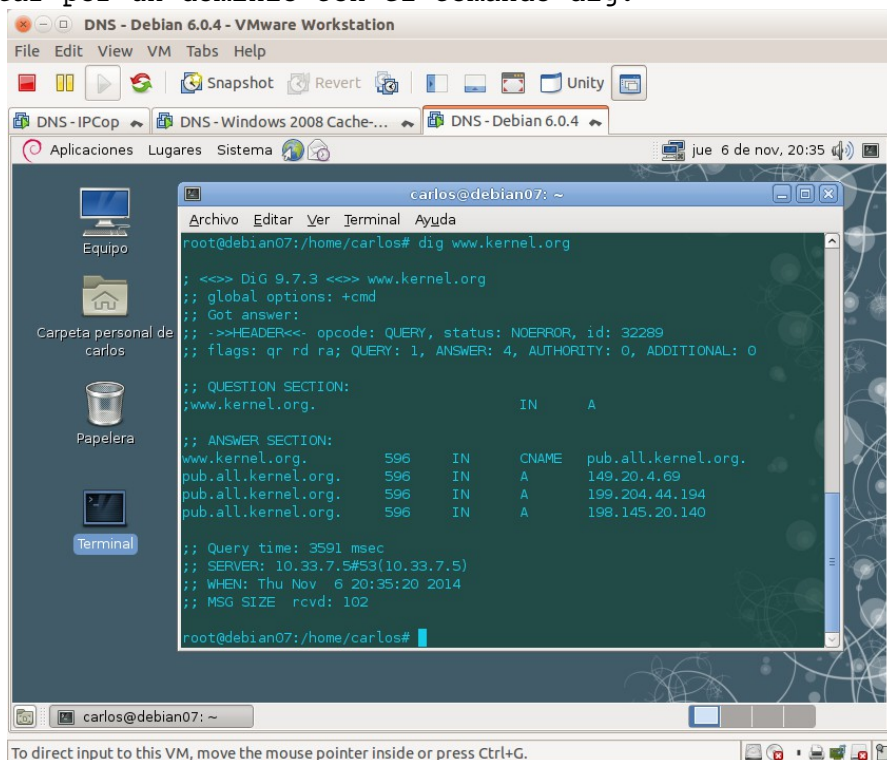 DNS - Debian 6.0.4 - VMware Workstation
File Edit View VM Tabs Help
Snapshot Revert Unity
DNS - IPCop DNS - Windows 2008 Cache-... DNS - Debian 6.0.4
Aplicaciones Lugares Sistema jue 6 de nov, 20:35
carlos@debian07: ~
Archivo Editar Ver Terminal Ayuda
Equipo
Carpeta personal de carlos
Papelera
Terminal
root@debian07:/home/carlos# dig www.kernel.org
; <<>> DiG 9.7.3 <<>> www.kernel.org
;; global options: +cmd
;; Got answer:
;; ->>HEADER<<- opcode: QUERY, status: NOERROR, id: 32289
;; flags: qr rd ra; QUERY: 1, ANSWER: 4, AUTHORITY: 0, ADDITIONAL: 0
;; QUESTION SECTION:
;www.kernel.org. IN A
;; ANSWER SECTION:
www.kernel.org. 596 IN CNAME pub.all.kernel.org.
pub.all.kernel.org. 596 IN A 149.20.4.69
pub.all.kernel.org. 596 IN A 199.204.44.194
pub.all.kernel.org. 596 IN A 198.145.20.140
;; Query time: 3591 msec
;; SERVER: 10.33.7.5#53(10.33.7.5)
;; WHEN: Thu Nov 6 20:35:20 2014
;; MSG SIZE rcvd: 102
root@debian07:/home/carlos#
carlos@debian07: ~
To direct input to this VM, move the mouse pointer inside or press Ctrl+G.